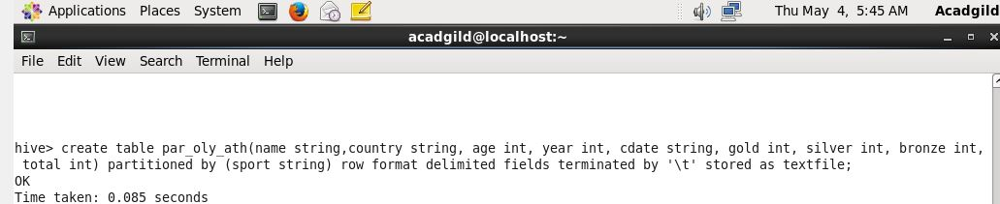 Applications Places System Thu May 4, 5:45 AM Acadgild
acadgild@localhost:~
File Edit View Search Terminal Help
hive> create table par_oly_ath(name string,country string, age int, year int, cdate string, gold int, silver int, bronze int,
total int) partitioned by (sport string) row format delimited fields terminated by '\t' stored as textfile;
OK
Time taken: 0.085 seconds